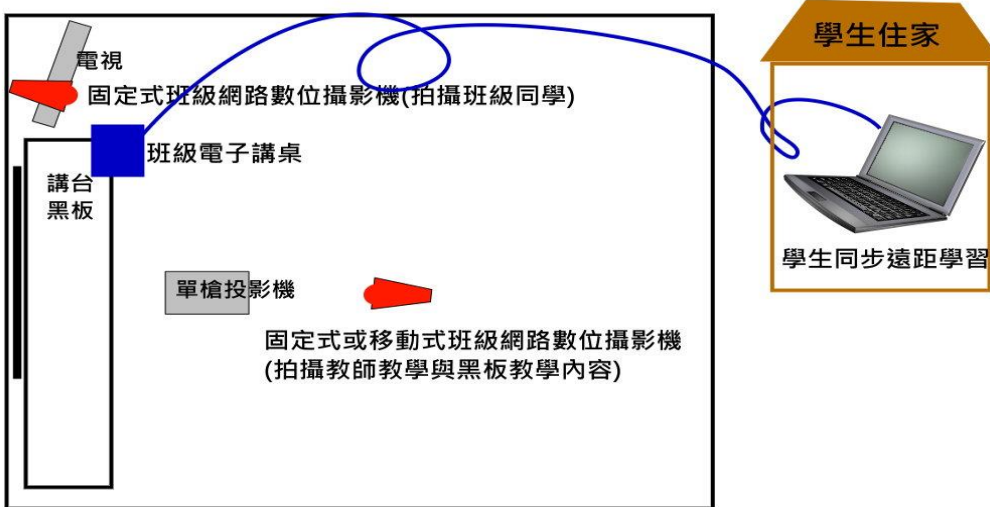 電視
固定式班級網路數位攝影機(拍攝班級同學)
班級電子講桌
講台
黑板
單槍投影機
固定式或移動式班級網路數位攝影機
(拍攝教師教學與黑板教學內容)
學生住家
學生同步遠距學習